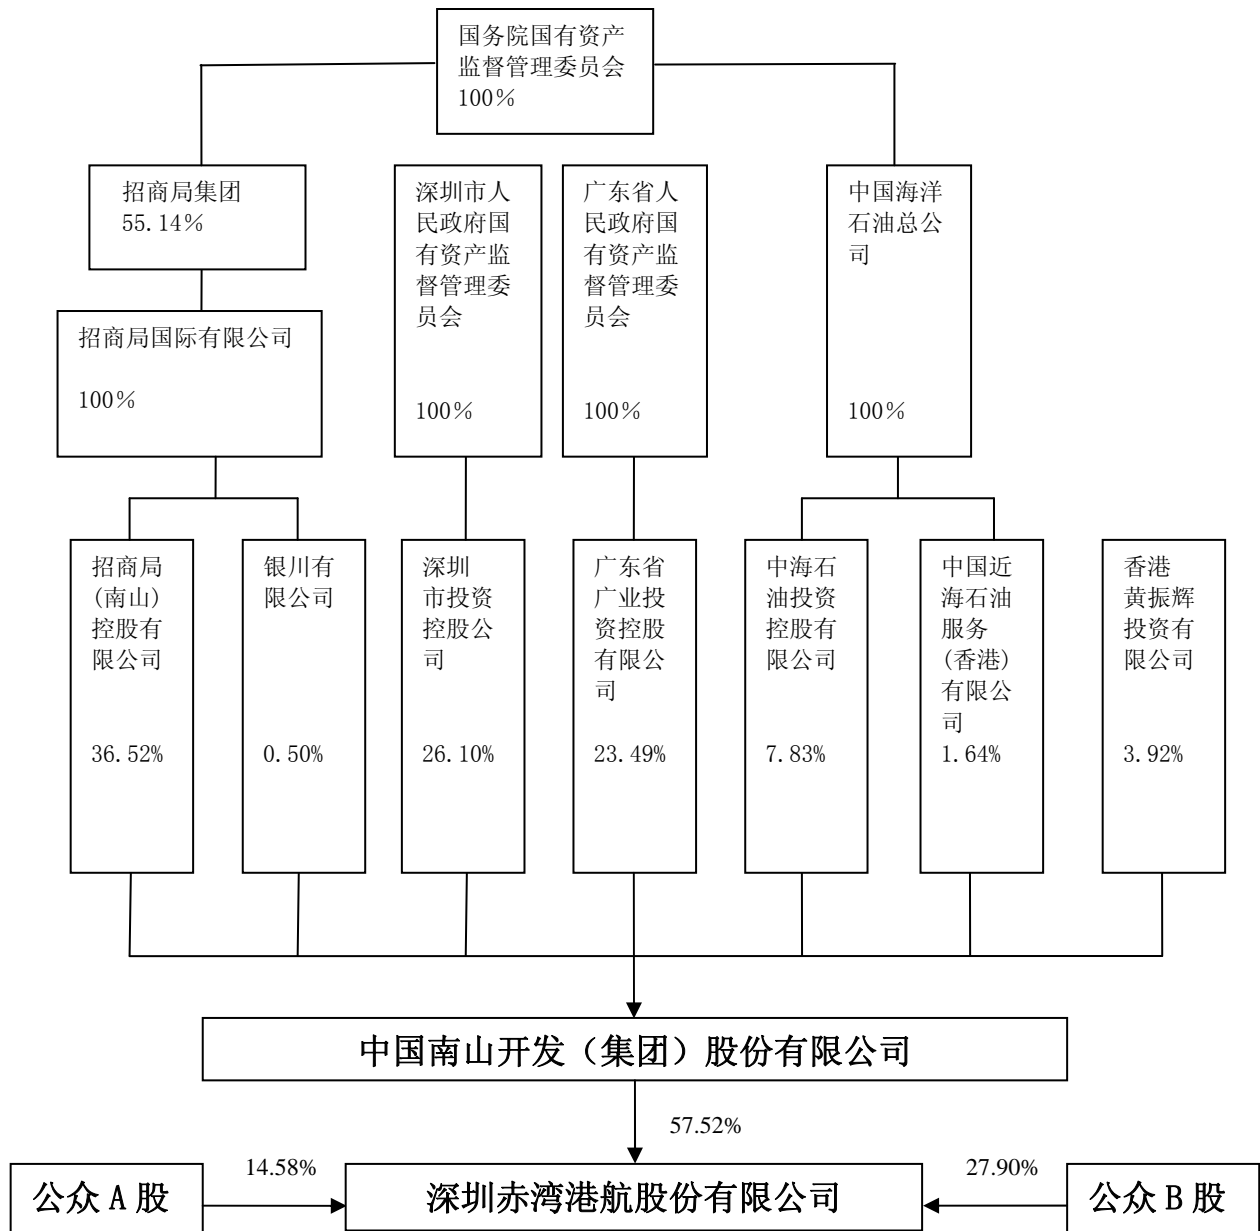 国务院国有资产
监督管理委员会
100%
招商局集团
55.14%
深圳市人
民政府国
有资产监
督管理委
员会
100%
广东省人
民政府国
有资产监
督管理委
员会
100%
中国海洋
石油总公
司
100%
招商局国际有限公司
100%
招商局
(南山)
控股有
限公司
36.52%
银川有
限公司
0.50%
深圳
市投资
控股公
司
26.10%
广东省
广业投
资控股
有限公
司
23.49%
中海石
油投资
控股有
限公司
7.83%
中国近
海石油
服务
(香港)
有限公
司
1.64%
香港
黄振辉
投资有
限公司
3.92%
中国南山开发（集团）股份有限公司
57.52%
公众 A 股
14.58%
深圳赤湾港航股份有限公司
27.90%
公众 B 股